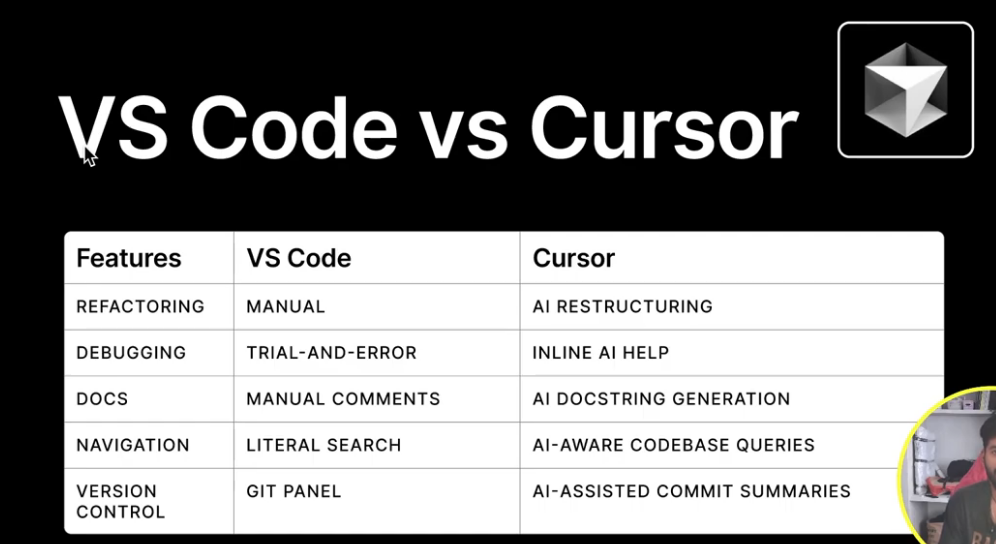 VS Code vs Cursor
Features VS Code Cursor
REFACTORING MANUAL AI RESTRUCTURING
DEBUGGING TRIAL-AND-ERROR INLINE AI HELP
DOCS MANUAL COMMENTS AI DOCSTRING GENERATION
NAVIGATION LITERAL SEARCH AI-AWARE CODEBASE QUERIES
VERSION GIT PANEL AI-ASSISTED COMMIT SUMMARIES
CONTROL